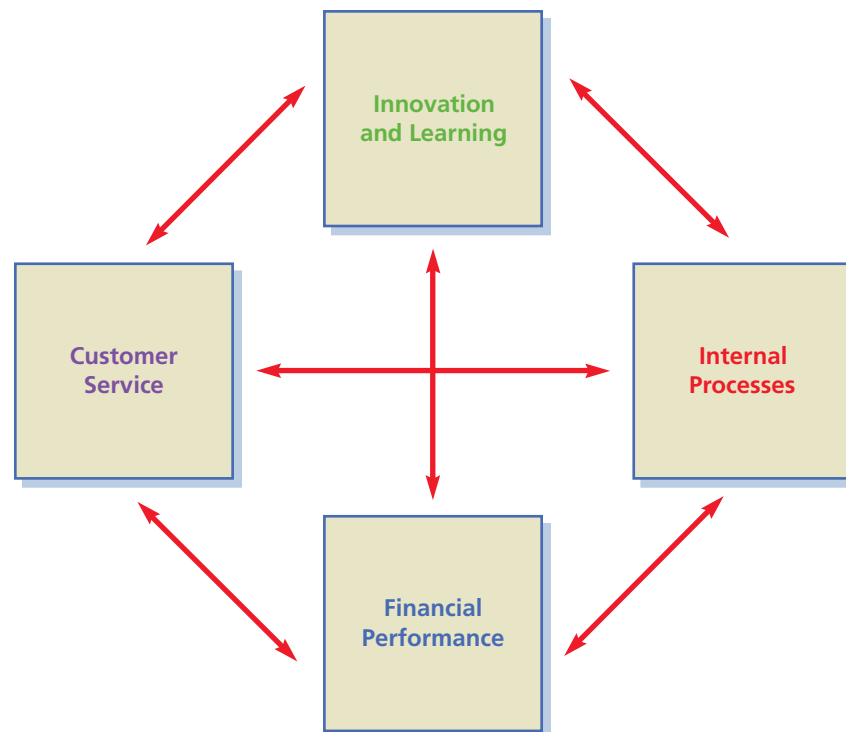 Innovation
and Learning
Customer
Service
Internal
Processes
Financial
Performance